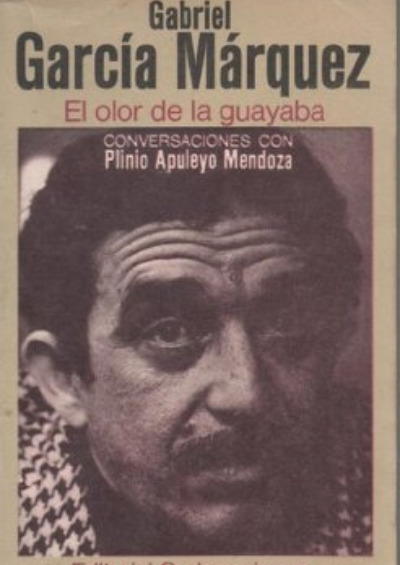 Gabriel
García Márquez
El olor de la guayaba
CONVERSACIONES CON
Plinio Apuleyo Mendoza